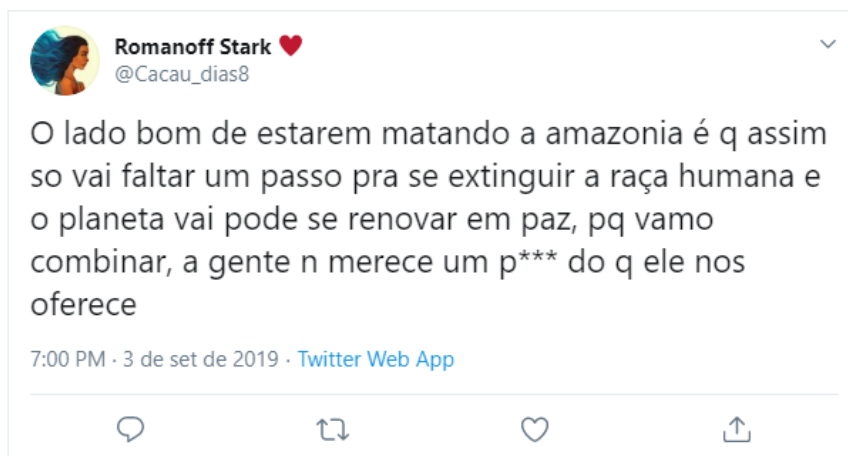 Romanoff Stark ❤
@Cacau_dias8
O lado bom de estarem matando a amazonia é q assim
so vai faltar um passo pra se extinguir a raça humana e
o planeta vai pode se renovar em paz, pq vamo
combinar, a gente n merece um p*** do q ele nos
oferece
7:00 PM · 3 de set de 2019 · Twitter Web App